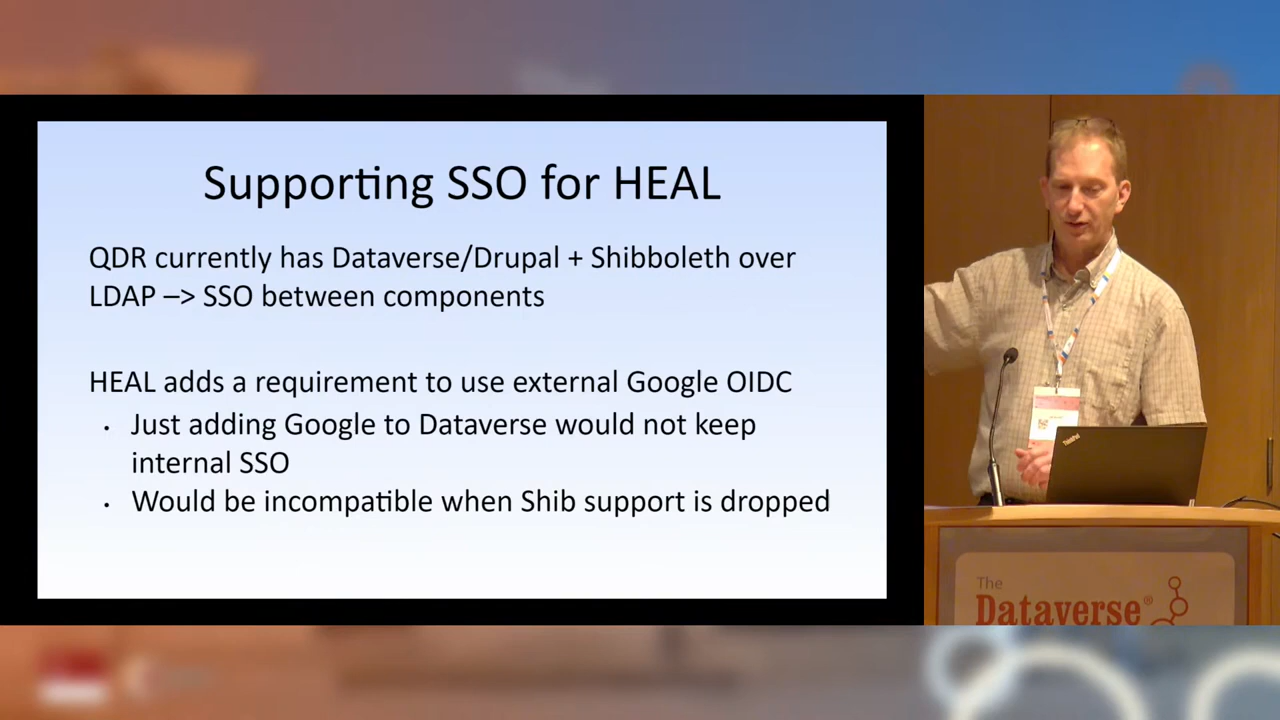 Supporting SSO for HEAL
QDR currently has Dataverse/Drupal + Shibboleth over
LDAP –> SSO between components
HEAL adds a requirement to use external Google OIDC
• Just adding Google to Dataverse would not keep
internal SSO
• Would be incompatible when Shib support is dropped
ThinkPad
The
Dataverse®